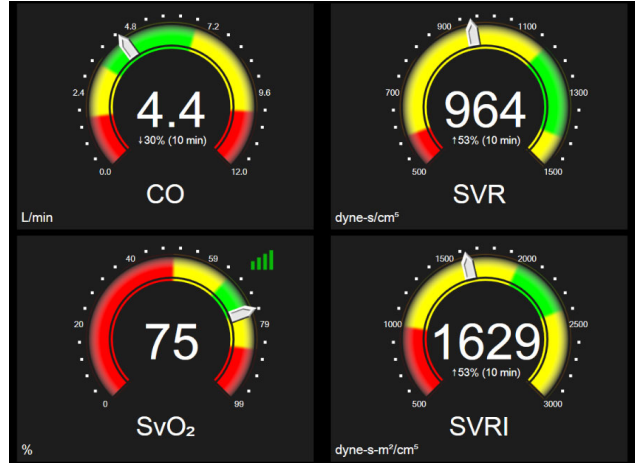 4.8
7.2
2.4
9.6
4.4
↓30% (10 min)
0.0
12.0
CO
L/min
900
1100
700
1300
964
↑53% (10 min)
500
1500
SVR
dyne-s/cm⁵
40
59
20
79
75
0
99
SvO₂
%
1500
2000
1000
2500
1629
↑53% (10 min)
500
3000
SVRI
dyne-s-m²/cm⁵